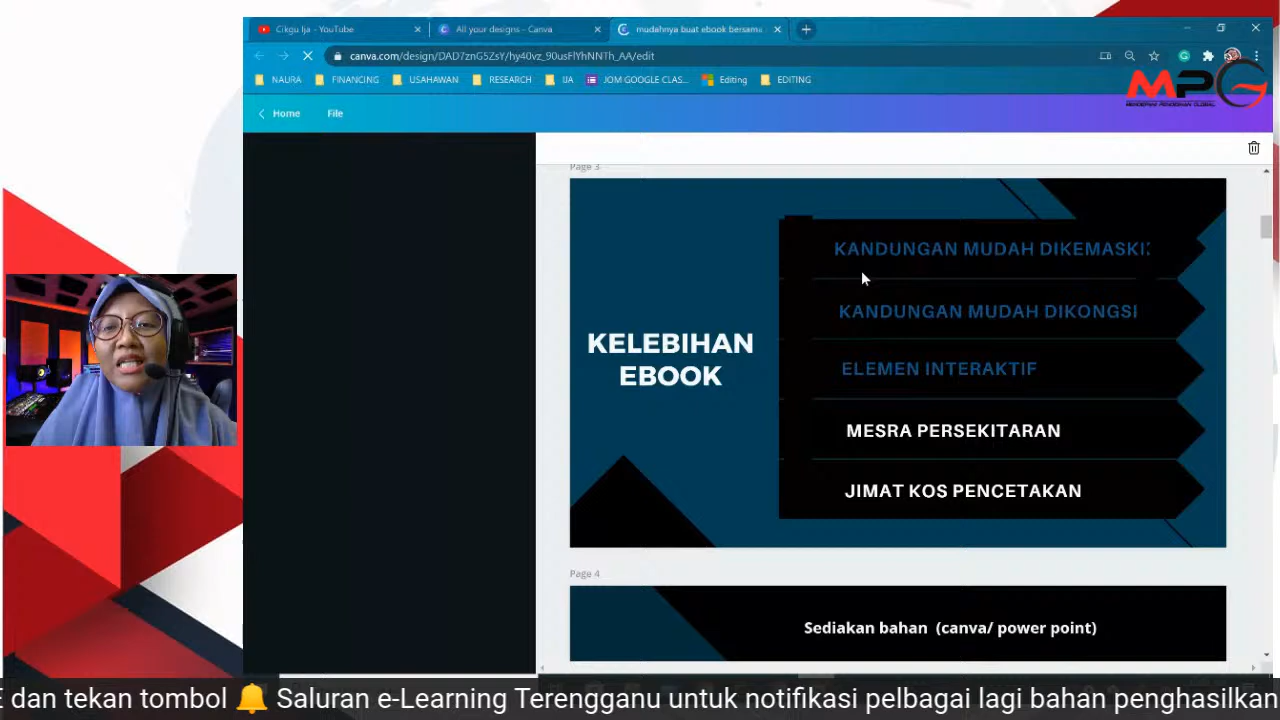 Cikgu Ija - YouTube
All your designs - Canva
mudahnya buat ebook bersama
canva.com/design/DAD7znG5ZsY/hy40vz_90usFlYhNNTh_AA/edit
NAURA
FINANCING
USAHAWAN
RESEARCH
IJA
JOM GOOGLE CLAS...
Editing
EDITING
MPG
Home
File
Page 3
KELEBIHAN
EBOOK
KANDUNGAN MUDAH DIKEMASKI
KANDUNGAN MUDAH DIKONGSI
ELEMEN INTERAKTIF
MESRA PERSEKITARAN
JIMAT KOS PENCETAKAN
Page 4
Sediakan bahan (canva/ power point)
E dan tekan tombol 🔔 Saluran e-Learning Terengganu untuk notifikasi pelbagai lagi bahan penghasilkan